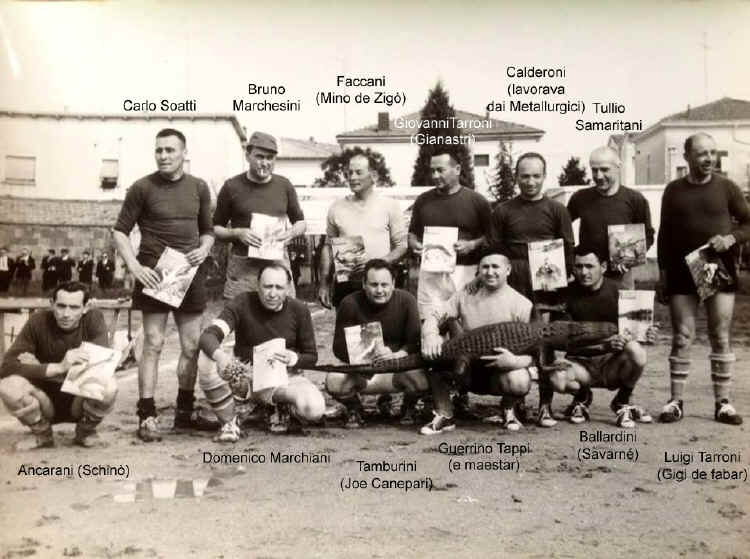 Carlo Soatti
Bruno
Marchesini
Faccani
(Mino de Zigò)
GiovanniTarroni
(Gianastri)
Calderoni
(lavorava
dai Metallurgici)
Tullio
Samaritani
Ancarani (Schinò)
Domenico Marchiani
Tamburini
(Joe Canepari)
Guerrino Tappi
(e maestar)
Ballardini
(Savarnê)
Luigi Tarroni
(Gigi de fabar)